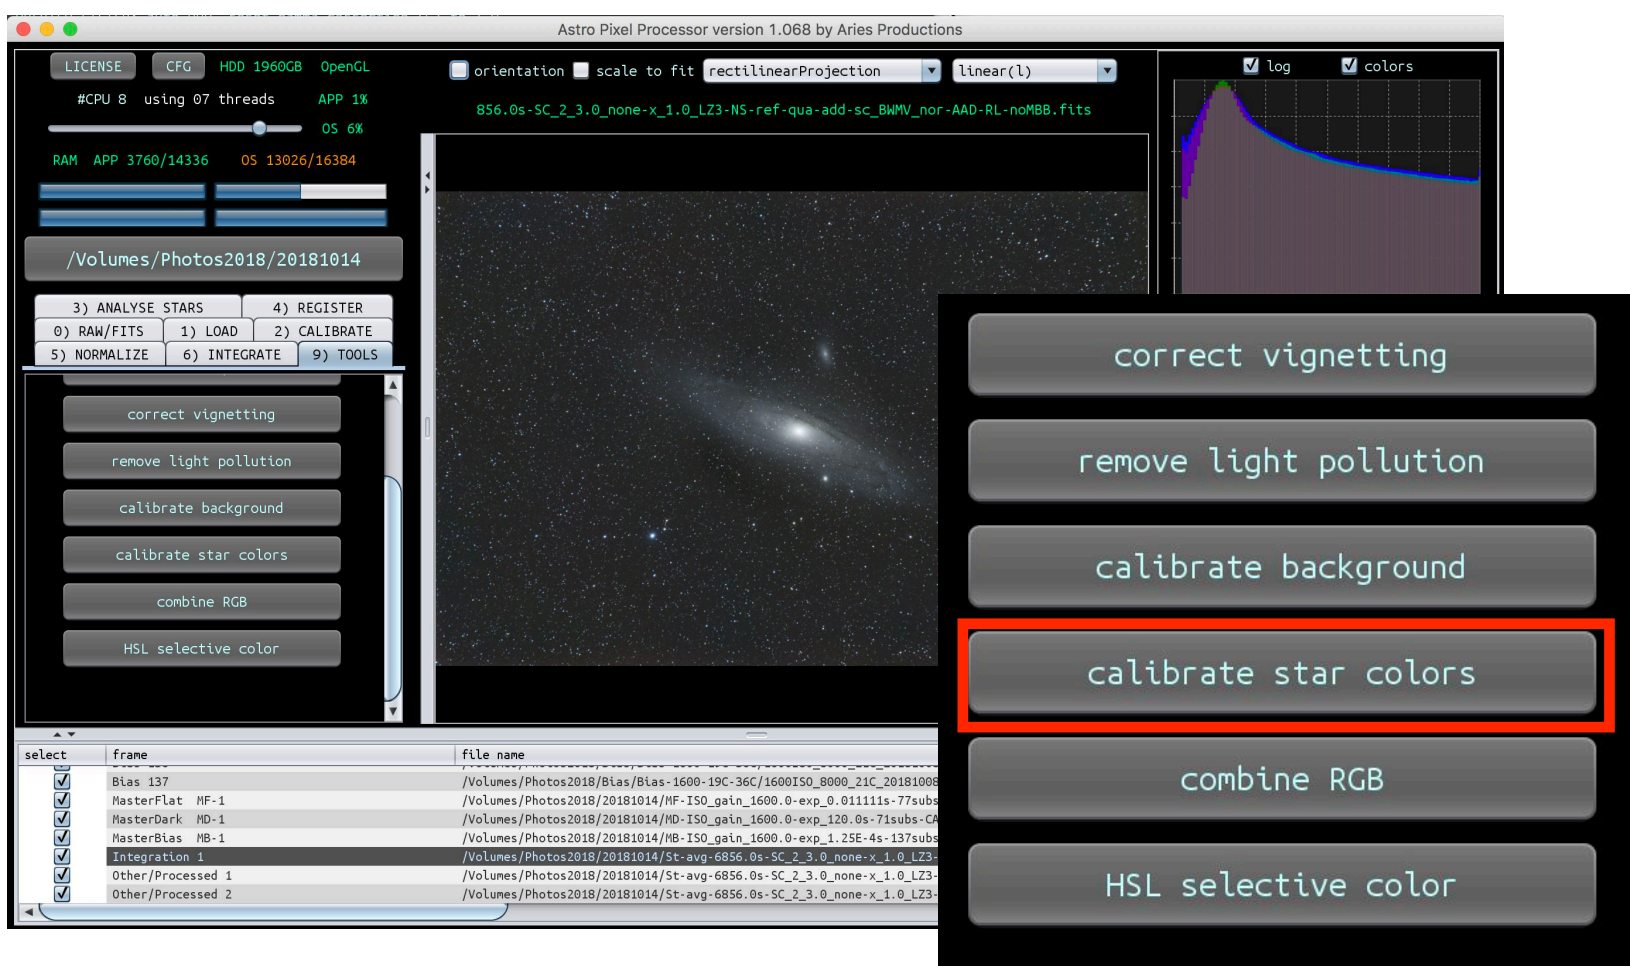 Astro Pixel Processor version 1.068 by Aries Productions
LICENSE CFG HDD 1960GB OpenGL
#CPU 8 using 07 threads APP 1%
OS 6%
RAM APP 3760/14336 OS 13026/16384
/Volumes/Photos2018/20181014
3) ANALYSE STARS 4) REGISTER
0) RAW/FITS 1) LOAD 2) CALIBRATE
5) NORMALIZE 6) INTEGRATE 9) TOOLS
correct vignetting
remove light pollution
calibrate background
calibrate star colors
combine RGB
HSL selective color
orientation scale to fit rectilinearProjection linear(l)
856.0s-SC_2_3.0_none-x_1.0_LZ3-NS-ref-qua-add-sc_BWMV_nor-AAD-RL-noMBB.fits
log colors
correct vignetting
remove light pollution
calibrate background
calibrate star colors
combine RGB
HSL selective color
select frame file name
Bias 137 /Volumes/Photos2018/Bias/Bias-1600-19C-36C/1600ISO_8000_21C_20181008
MasterFlat MF-1 /Volumes/Photos2018/20181014/MF-ISO_gain_1600.0-exp_0.011111s-77subs
MasterDark MD-1 /Volumes/Photos2018/20181014/MD-ISO_gain_1600.0-exp_120.0s-71subs-CA
MasterBias MB-1 /Volumes/Photos2018/20181014/MB-ISO_gain_1600.0-exp_1.25E-4s-137subs
Integration 1 /Volumes/Photos2018/20181014/St-avg-6856.0s-SC_2_3.0_none-x_1.0_LZ3-
Other/Processed 1 /Volumes/Photos2018/20181014/St-avg-6856.0s-SC_2_3.0_none-x_1.0_LZ3-
Other/Processed 2 /Volumes/Photos2018/20181014/St-avg-6856.0s-SC_2_3.0_none-x_1.0_LZ3-